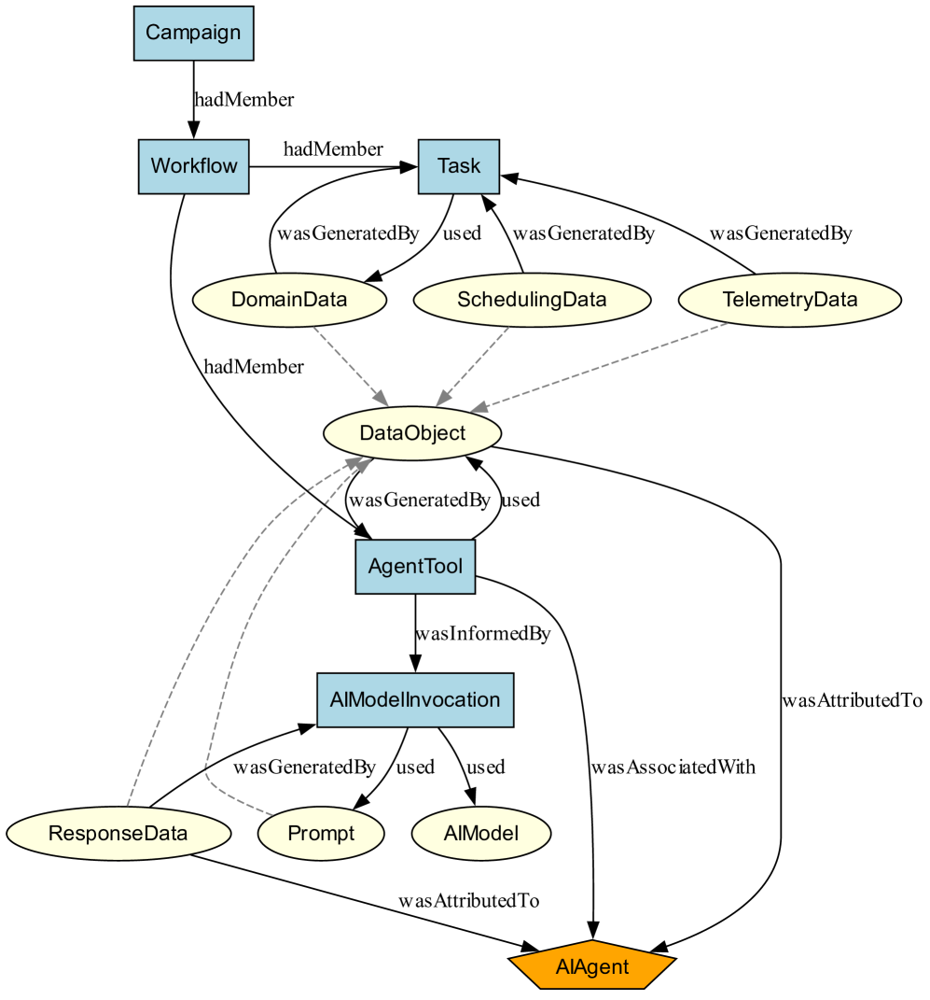 Campaign
hadMember
Workflow
hadMember
Task
wasGeneratedBy
used
wasGeneratedBy
wasGeneratedBy
DomainData
SchedulingData
TelemetryData
hadMember
DataObject
wasGeneratedBy
used
AgentTool
wasInformedBy
AIModelInvocation
wasAttributedTo
wasGeneratedBy
used
used
wasAssociatedWith
ResponseData
Prompt
AIModel
wasAttributedTo
AIAgent